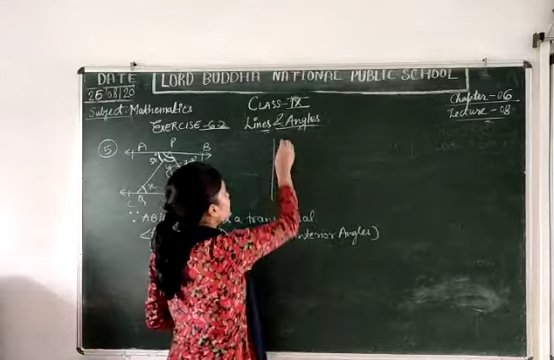 DATE
25/08/20
LORD BUDDHA NATIONAL PUBLIC SCHOOL
Subject: Mathematics
CLASS-IX
Chapter-06
EXERCISE-6.2
Lines & Angles
Lecture-08
5
A P B
y
x
C Q
∵ AB
a transversal
Interior Angles)